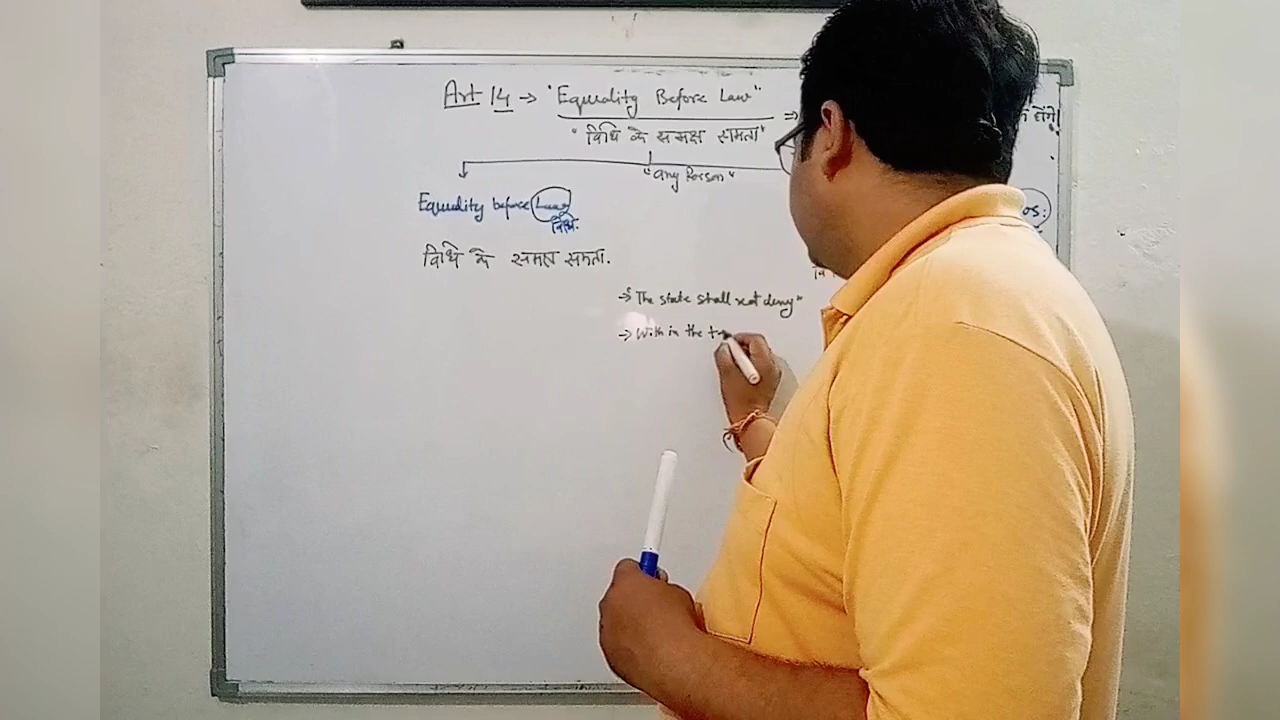 Art 14 → "Equality Before Law" ⇒
"विधि के समक्ष समता"
"any Person"
Equality before Law
विधि
विधि के समक्ष समता.
→ "The state shall not deny"
→ With in the